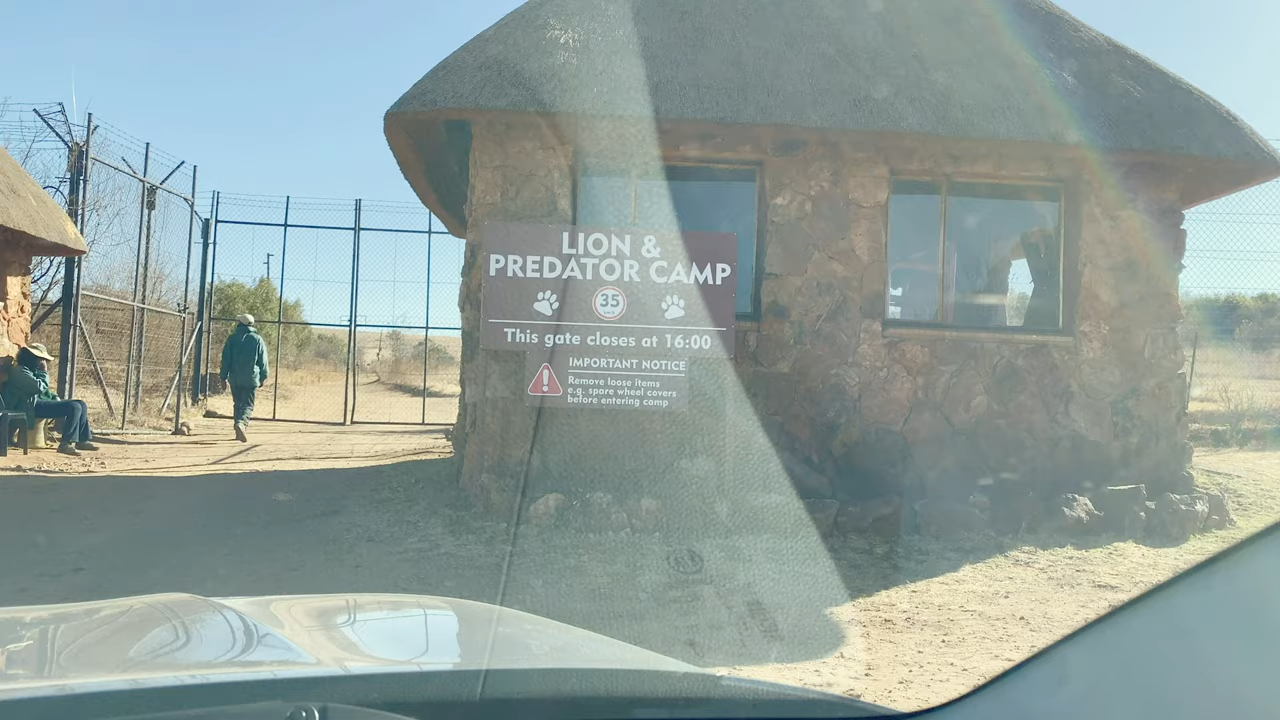 LION &
PREDATOR CAMP
35
This gate closes at 16:00
IMPORTANT NOTICE
Remove loose items
e.g. spare wheel covers
before entering camp